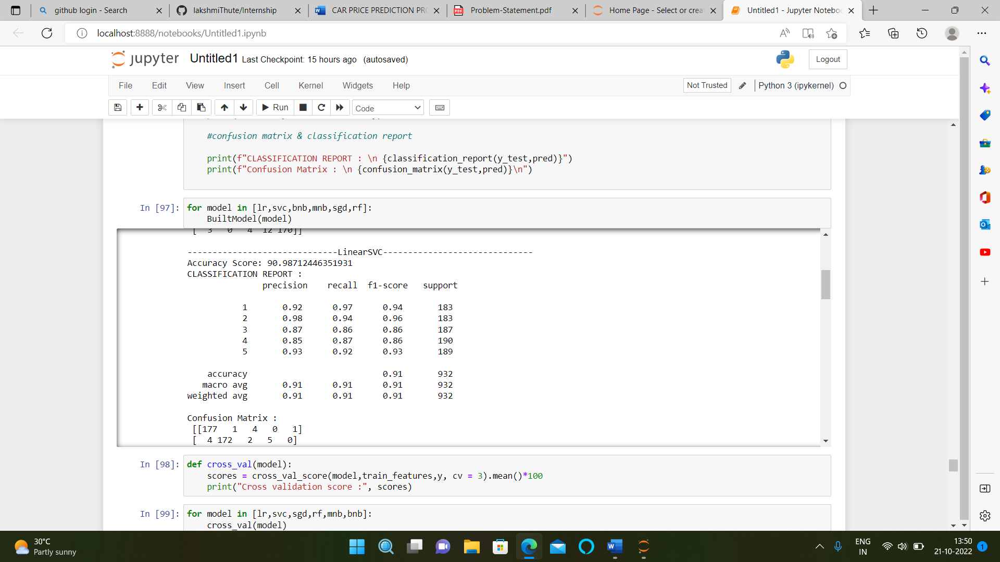 github login - Search
lakshmiThute/Internship
CAR PRICE PREDICTION PRO
Problem-Statement.pdf
Home Page - Select or crea
Untitled1 - Jupyter Noteboo
localhost:8888/notebooks/Untitled1.ipynb
jupyter Untitled1 Last Checkpoint: 15 hours ago (autosaved)
Logout
File Edit View Insert Cell Kernel Widgets Help
Not Trusted
Python 3 (ipykernel)
Run
Code
#confusion matrix & classification report
print(f"CLASSIFICATION REPORT : \n {classification_report(y_test,pred)}")
print(f"Confusion Matrix : \n {confusion_matrix(y_test,pred)}\n")
In [97]: for model in [lr,svc,bnb,mnb,sgd,rf]:
BuiltModel(model)
[ 3 0 4 12 170]]
------------------------------LinearSVC------------------------------
Accuracy Score: 90.98712446351931
CLASSIFICATION REPORT :
precision recall f1-score support
1 0.92 0.97 0.94 183
2 0.98 0.94 0.96 183
3 0.87 0.86 0.86 187
4 0.85 0.87 0.86 190
5 0.93 0.92 0.93 189
accuracy 0.91 932
macro avg 0.91 0.91 0.91 932
weighted avg 0.91 0.91 0.91 932
Confusion Matrix :
[[177 1 4 0 1]
[ 4 172 2 5 0]
In [98]: def cross_val(model):
scores = cross_val_score(model,train_features,y, cv = 3).mean()*100
print("Cross validation score :", scores)
In [99]: for model in [lr,svc,sgd,rf,mnb,bnb]:
cross_val(model)
30°C
Partly sunny
ENG
IN
13:50
21-10-2022
1